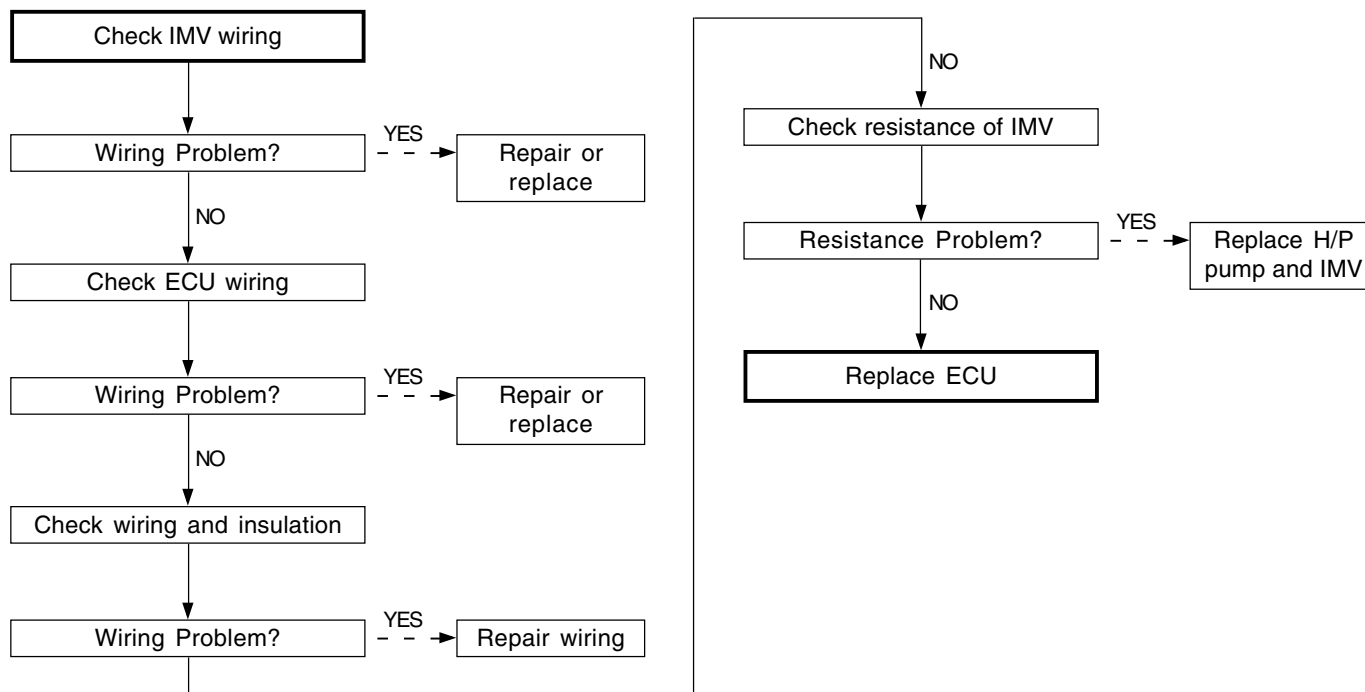 Check IMV wiring
Wiring Problem?
YES
Repair or
replace
NO
Check ECU wiring
Wiring Problem?
YES
Repair or
replace
NO
Check wiring and insulation
Wiring Problem?
YES
Repair wiring
NO
Check resistance of IMV
Resistance Problem?
YES
Replace H/P
pump and IMV
NO
Replace ECU